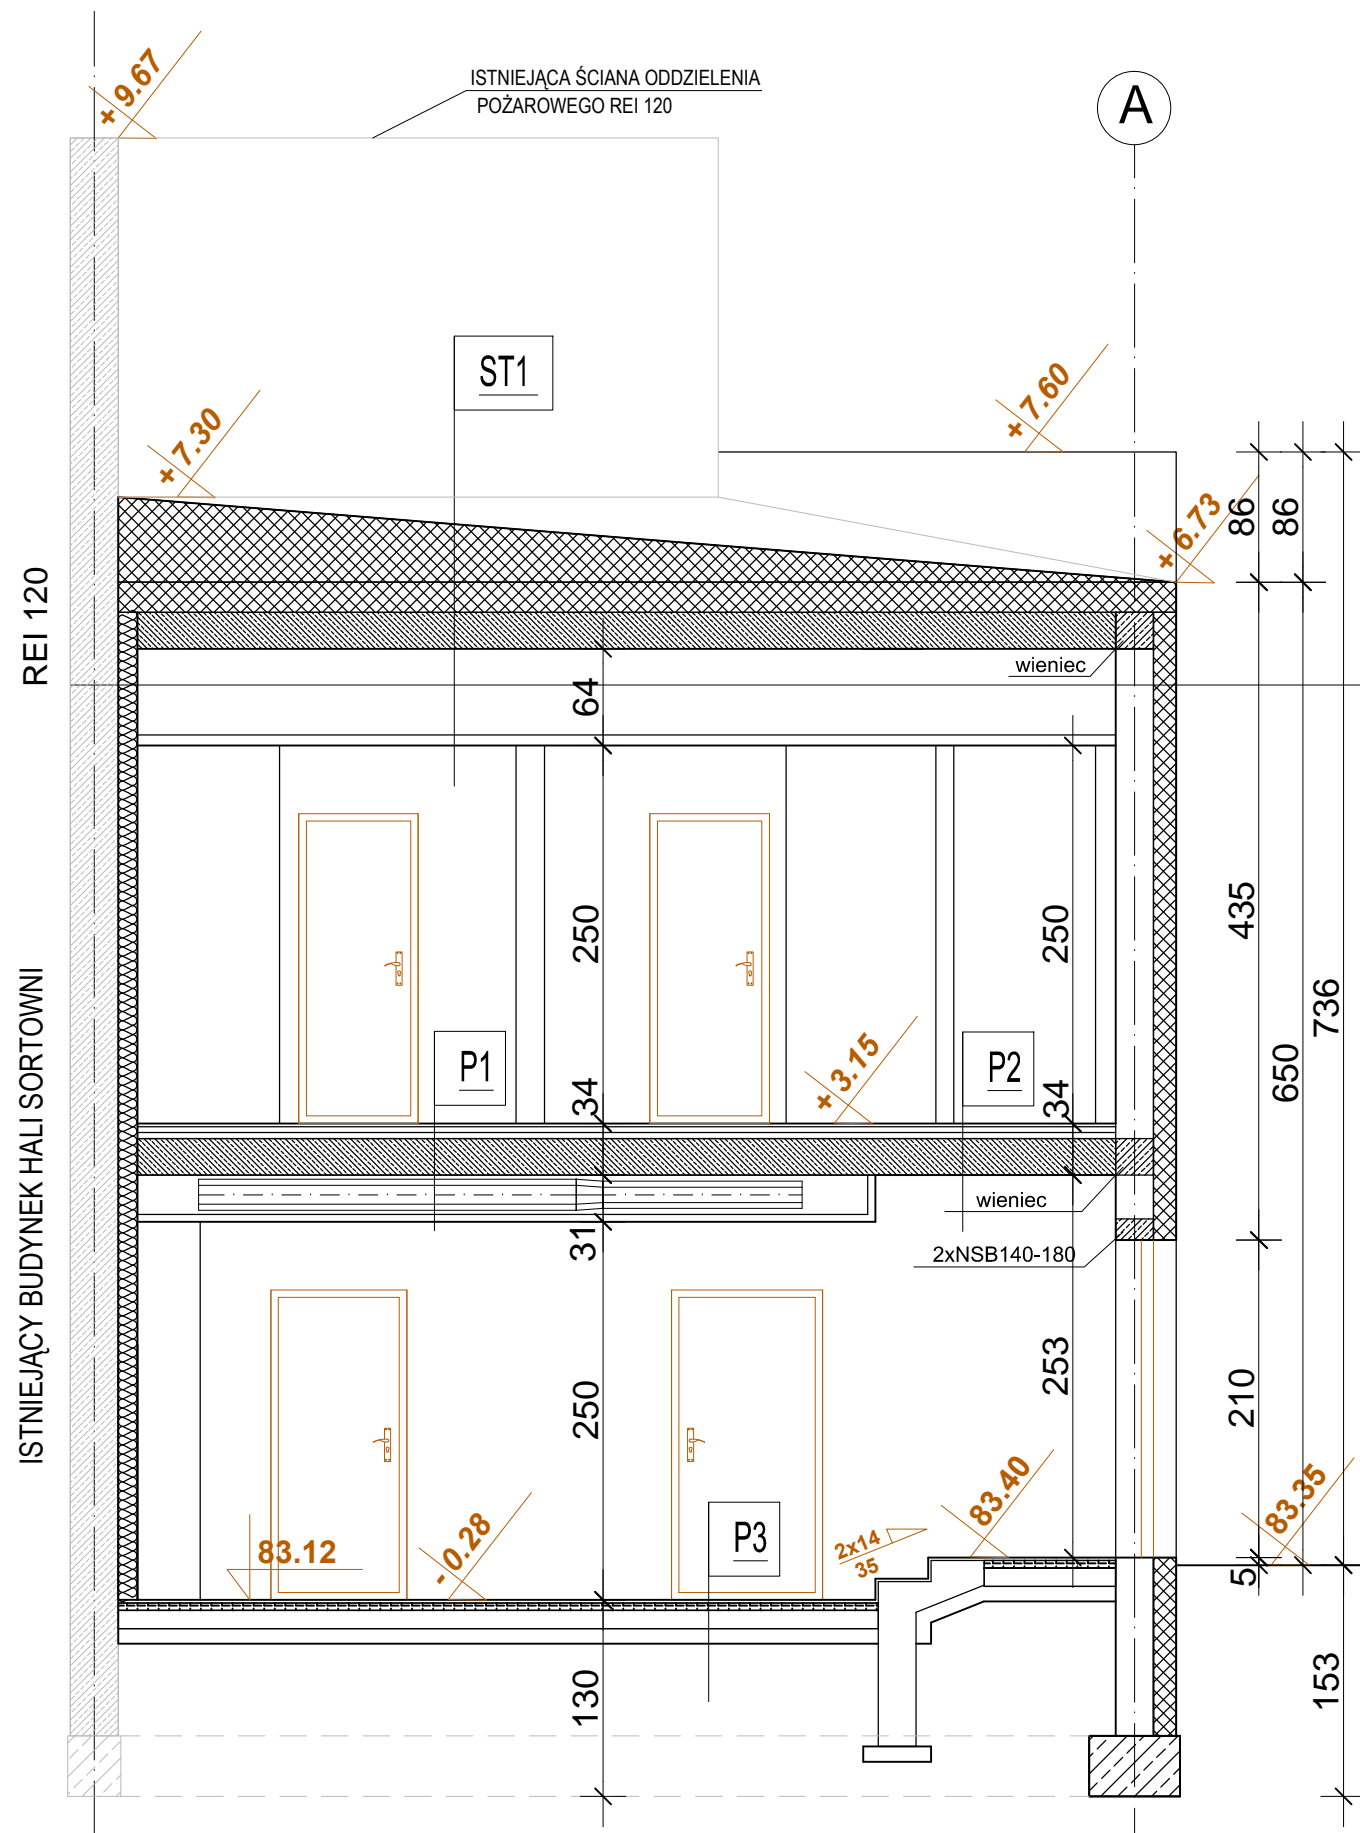 + 9.67
ISTNIEJĄCA ŚCIANA ODDZIELENIA
POŻAROWEGO REI 120
A
ST1
+ 7.60
+ 7.30
+ 6.73
86
86
REI 120
wieniec
64
250
250
435
736
650
P1
+ 3.15
P2
34
34
wieniec
31
2xNSB140-180
ISTNIEJĄCY BUDYNEK HALI SORTOWNI
250
253
210
83.12
- 0.28
P3
2x14
35
83.40
83.35
5
130
153